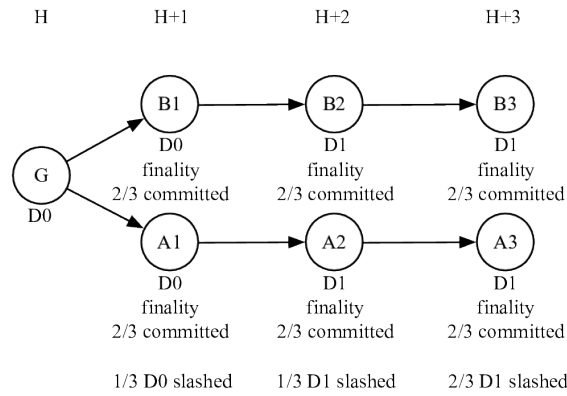 H H+1 H+2 H+3
B1 B2 B3
D0 D1 D1
finality finality finality
2/3 committed 2/3 committed 2/3 committed
G
D0
A1 A2 A3
D0 D1 D1
finality finality finality
2/3 committed 2/3 committed 2/3 committed
1/3 D0 slashed 1/3 D1 slashed 2/3 D1 slashed